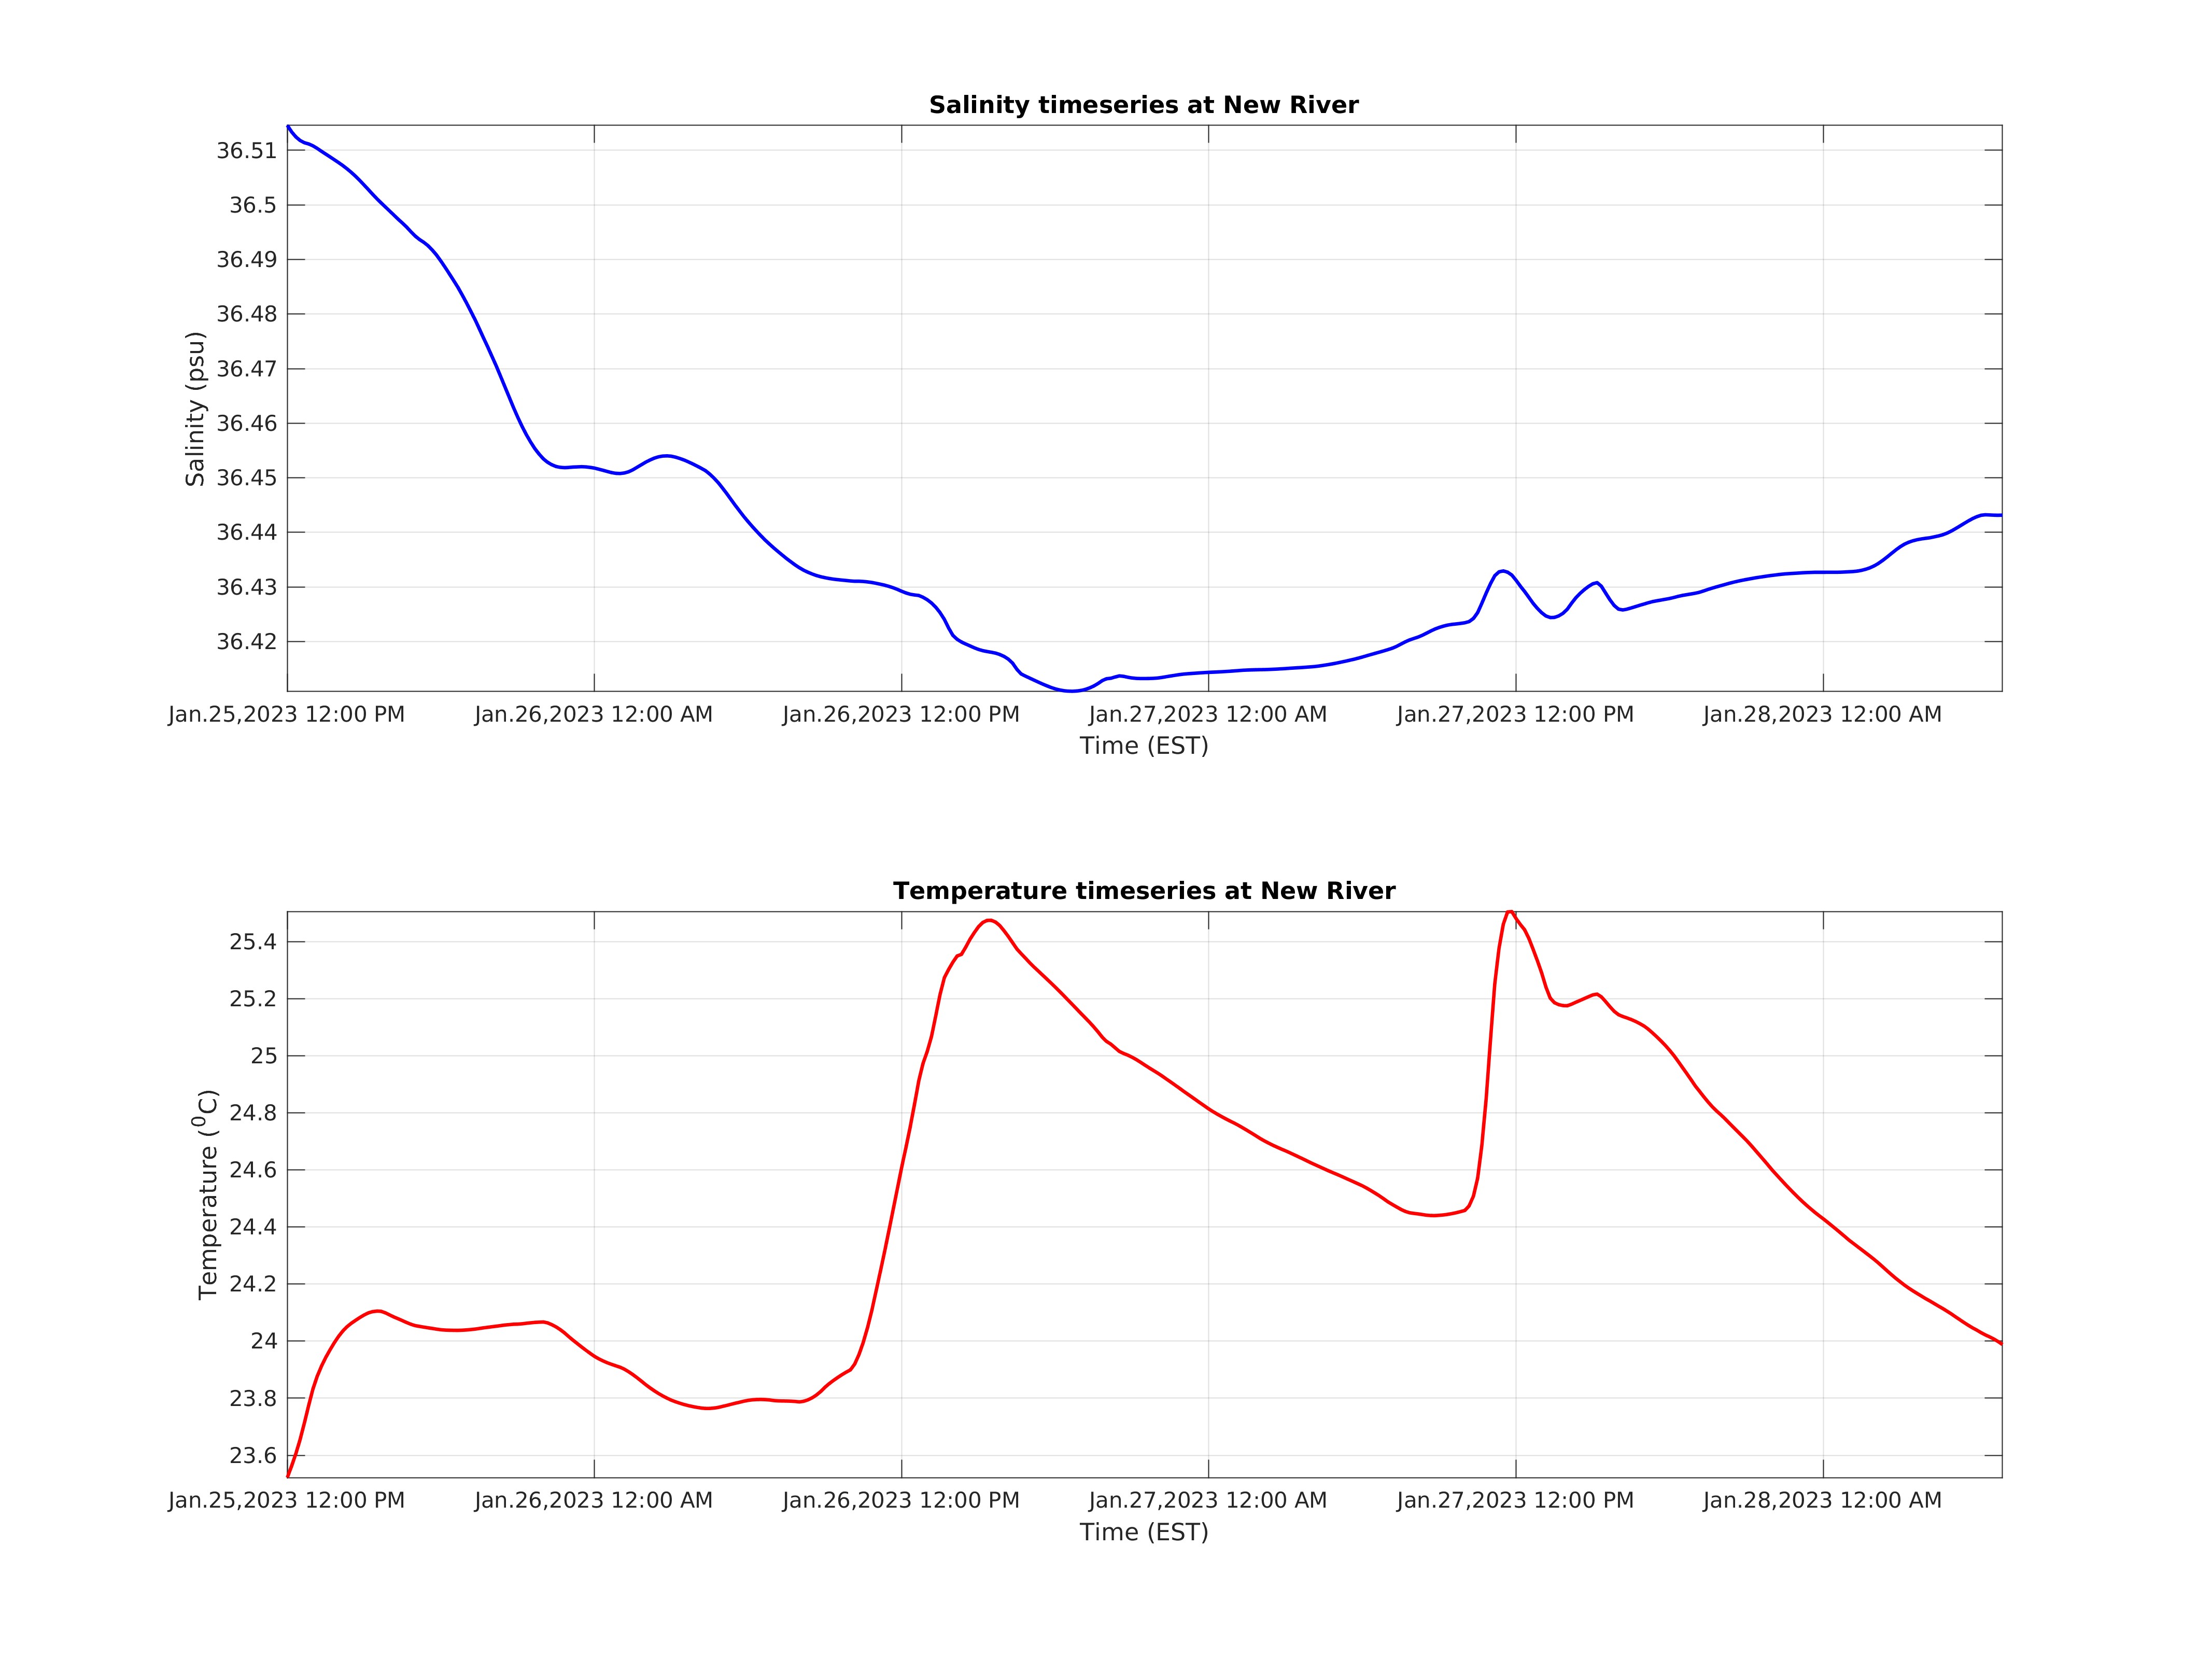 Salinity timeseries at New River
36.51
36.5
36.49
36.48
36.47
36.46
36.45
36.44
36.43
36.42
Salinity (psu)
Jan.25,2023 12:00 PM Jan.26,2023 12:00 AM Jan.26,2023 12:00 PM Jan.27,2023 12:00 AM Jan.27,2023 12:00 PM Jan.28,2023 12:00 AM
Time (EST)
Temperature timeseries at New River
25.4
25.2
25
24.8
24.6
24.4
24.2
24
23.8
23.6
Temperature (⁰C)
Jan.25,2023 12:00 PM Jan.26,2023 12:00 AM Jan.26,2023 12:00 PM Jan.27,2023 12:00 AM Jan.27,2023 12:00 PM Jan.28,2023 12:00 AM
Time (EST)